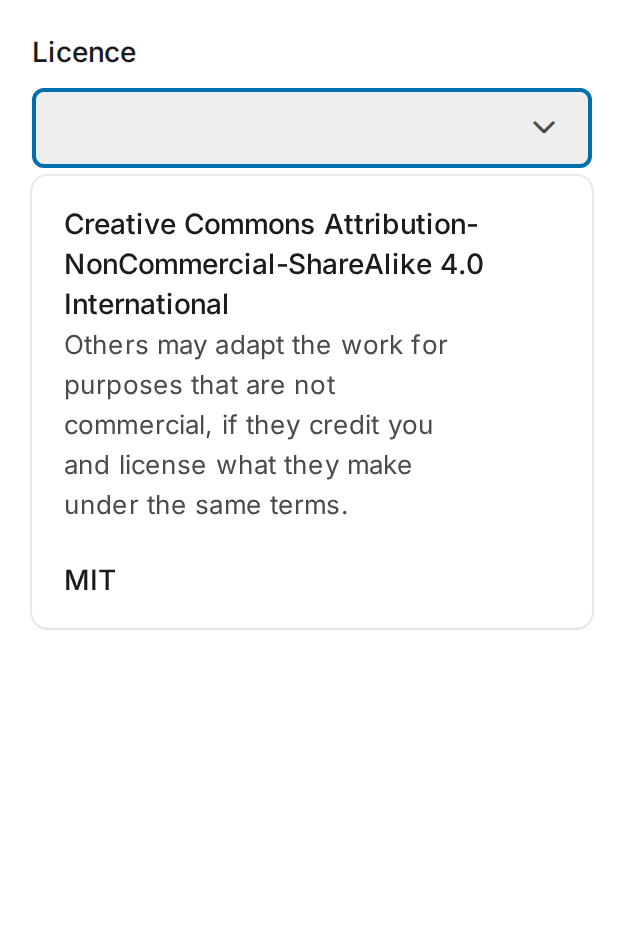 Licence
Creative Commons Attribution-
NonCommercial-ShareAlike 4.0
International
Others may adapt the work for
purposes that are not
commercial, if they credit you
and license what they make
under the same terms.
MIT